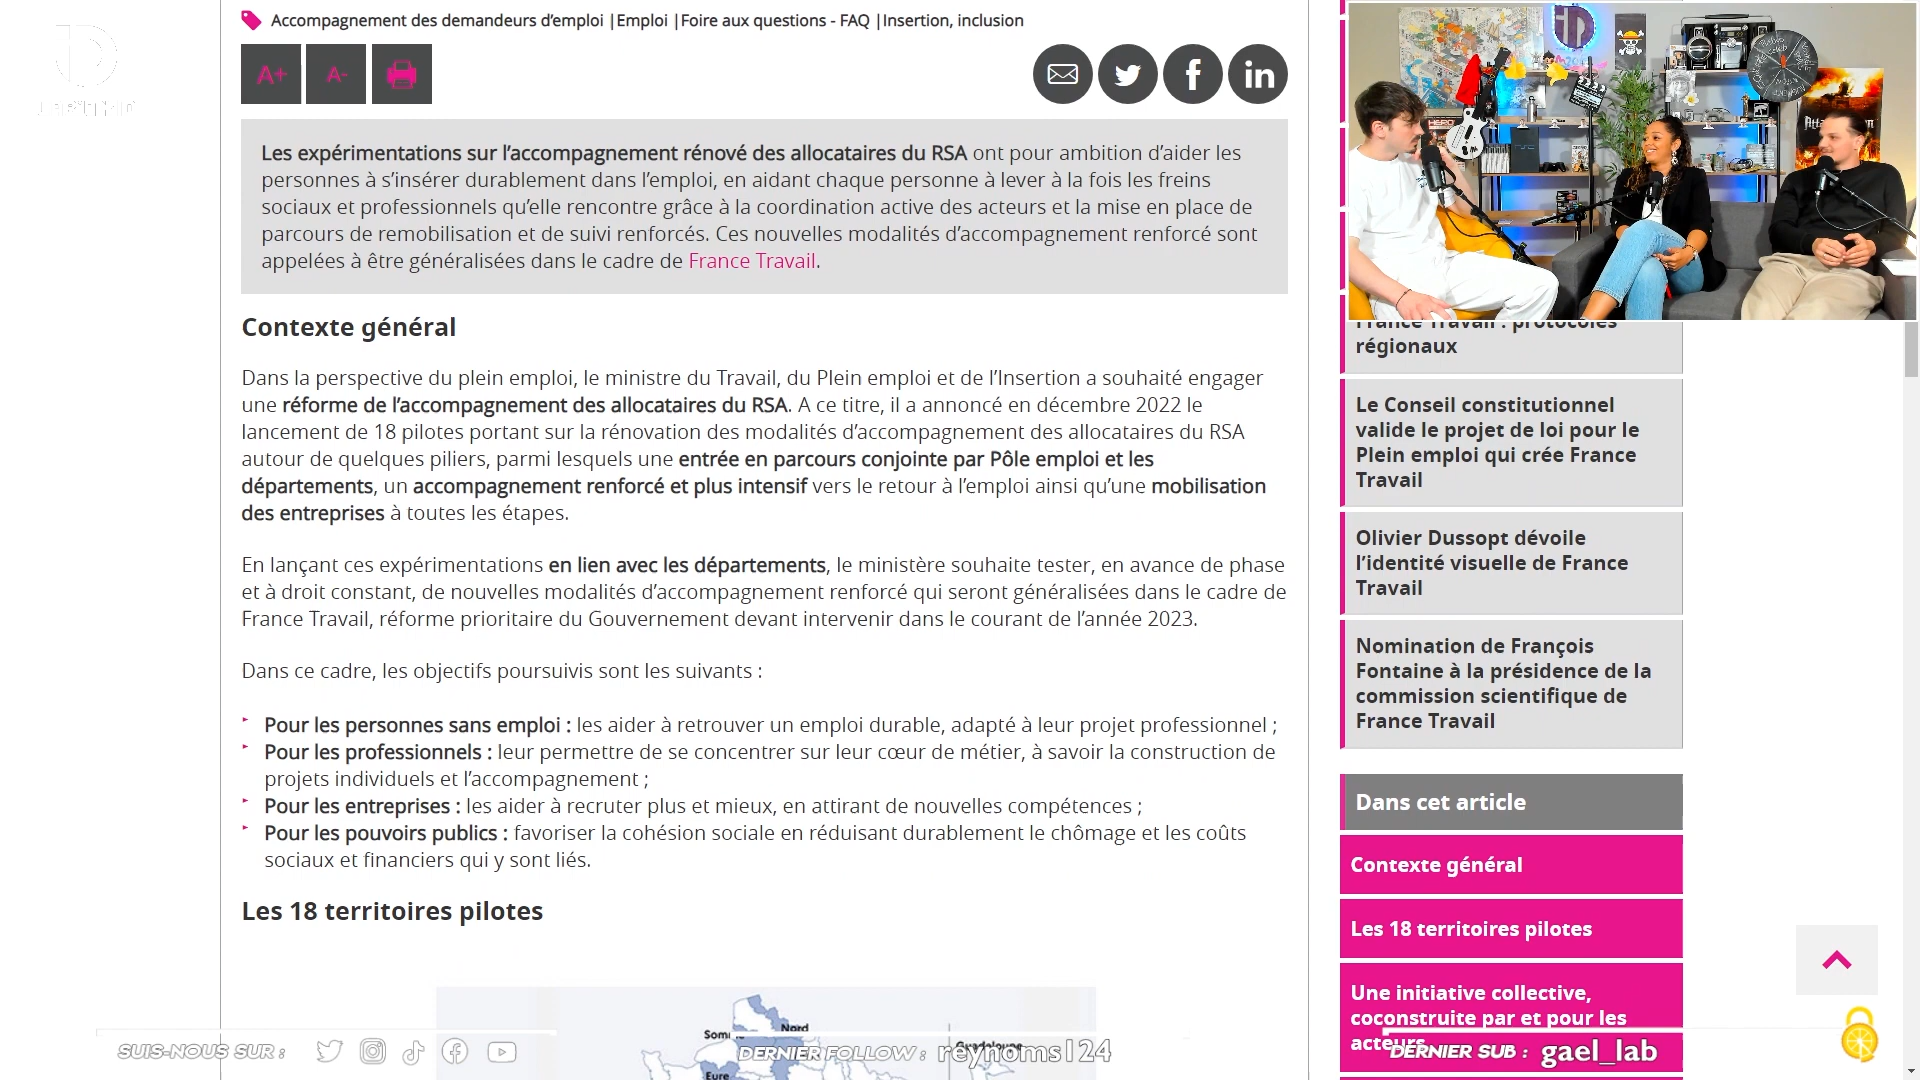 Accompagnement des demandeurs d’emploi |Emploi |Foire aux questions - FAQ |Insertion, inclusion
A+ A-
Les expérimentations sur l’accompagnement rénové des allocataires du RSA ont pour ambition d’aider les
personnes à s’insérer durablement dans l’emploi, en aidant chaque personne à lever à la fois les freins
sociaux et professionnels qu’elle rencontre grâce à la coordination active des acteurs et la mise en place de
parcours de remobilisation et de suivi renforcés. Ces nouvelles modalités d’accompagnement renforcé sont
appelées à être généralisées dans le cadre de France Travail.
Contexte général
Dans la perspective du plein emploi, le ministre du Travail, du Plein emploi et de l’Insertion a souhaité engager
une réforme de l’accompagnement des allocataires du RSA. A ce titre, il a annoncé en décembre 2022 le
lancement de 18 pilotes portant sur la rénovation des modalités d’accompagnement des allocataires du RSA
autour de quelques piliers, parmi lesquels une entrée en parcours conjointe par Pôle emploi et les
départements, un accompagnement renforcé et plus intensif vers le retour à l’emploi ainsi qu’une mobilisation
des entreprises à toutes les étapes.
En lançant ces expérimentations en lien avec les départements, le ministère souhaite tester, en avance de phase
et à droit constant, de nouvelles modalités d’accompagnement renforcé qui seront généralisées dans le cadre de
France Travail, réforme prioritaire du Gouvernement devant intervenir dans le courant de l’année 2023.
Dans ce cadre, les objectifs poursuivis sont les suivants :
Pour les personnes sans emploi : les aider à retrouver un emploi durable, adapté à leur projet professionnel ;
Pour les professionnels : leur permettre de se concentrer sur leur cœur de métier, à savoir la construction de
projets individuels et l’accompagnement ;
Pour les entreprises : les aider à recruter plus et mieux, en attirant de nouvelles compétences ;
Pour les pouvoirs publics : favoriser la cohésion sociale en réduisant durablement le chômage et les coûts
sociaux et financiers qui y sont liés.
Les 18 territoires pilotes
Nord
Eure
Guadeloupe
France Travail : protocoles
régionaux
Le Conseil constitutionnel
valide le projet de loi pour le
Plein emploi qui crée France
Travail
Olivier Dussopt dévoile
l’identité visuelle de France
Travail
Nomination de François
Fontaine à la présidence de la
commission scientifique de
France Travail
Dans cet article
Contexte général
Les 18 territoires pilotes
Une initiative collective,
coconstruite par et pour les
acteurs
SUIS-NOUS SUR :
DERNIER FOLLOW : reynoms124
DERNIER SUB : gael_lab